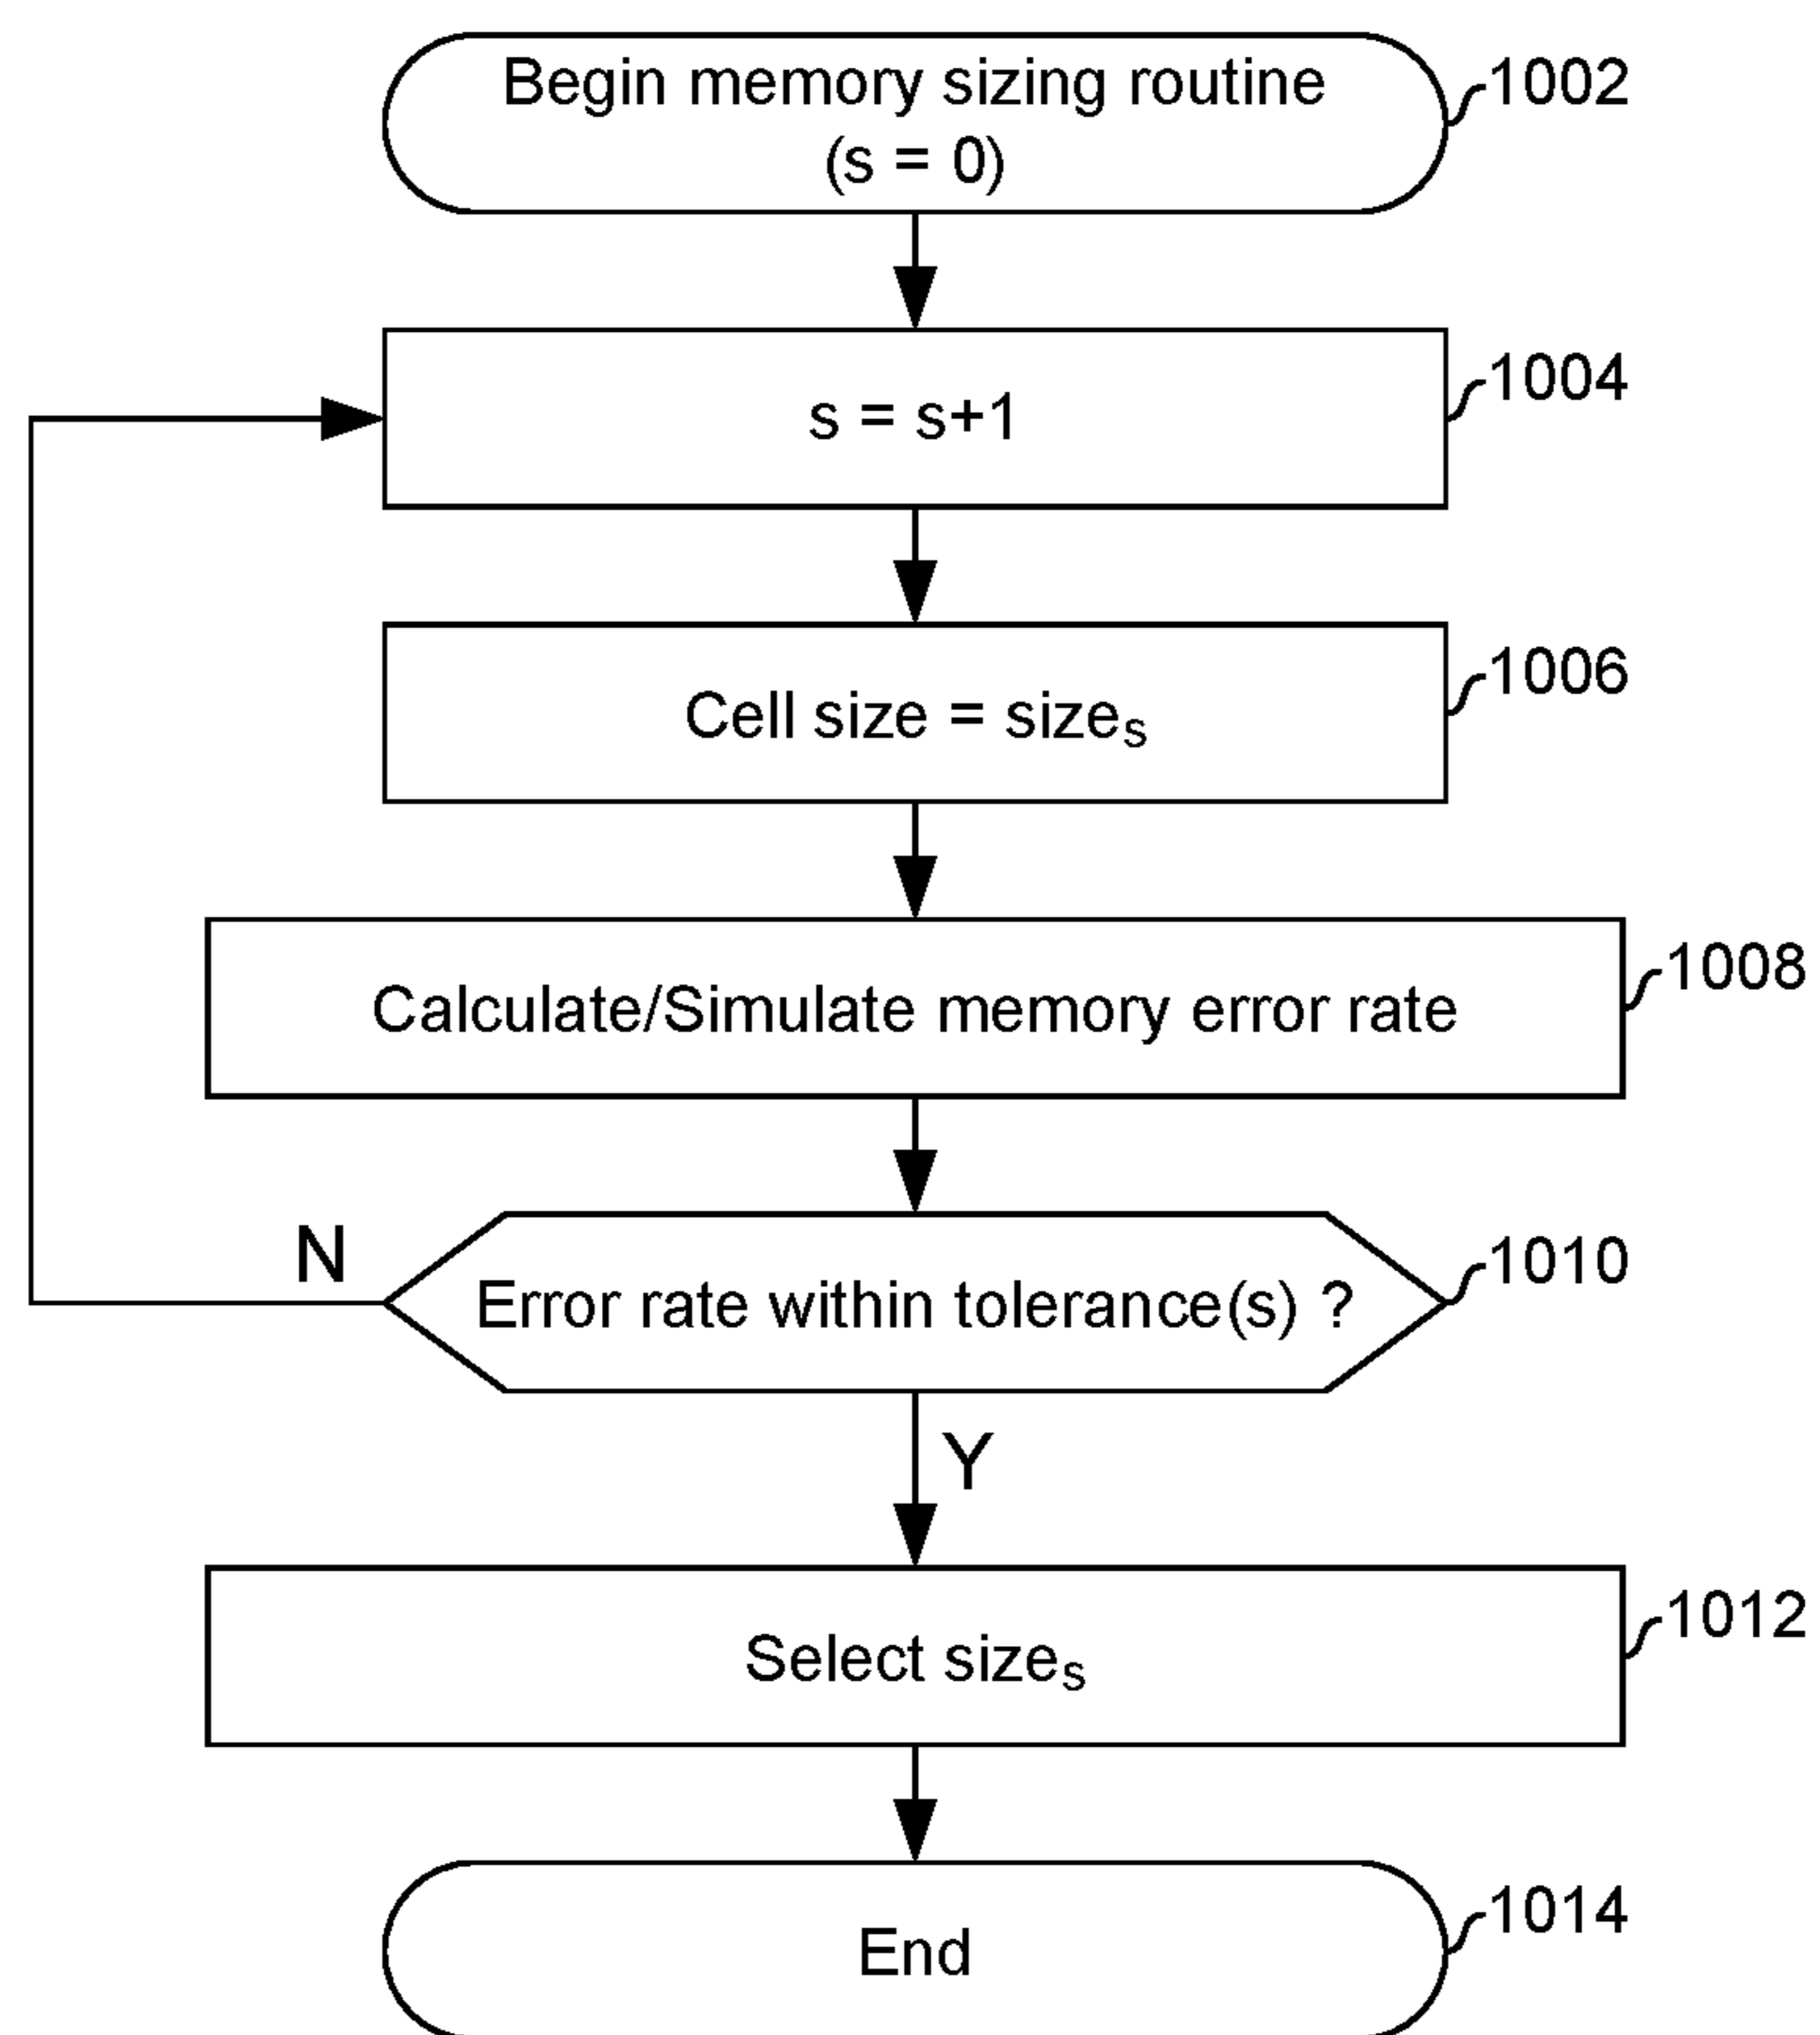 Begin memory sizing routine
(s = 0)
1002
s = s+1
1004
Cell size = sizeₛ
1006
Calculate/Simulate memory error rate
1008
N
Error rate within tolerance(s) ?
1010
Y
Select sizeₛ
1012
End
1014